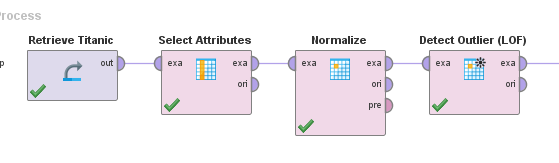 Process
Retrieve Titanic
Select Attributes
Normalize
Detect Outlier (LOF)
p
out
exa
exa
ori
exa
exa
ori
pre
exa
exa
ori